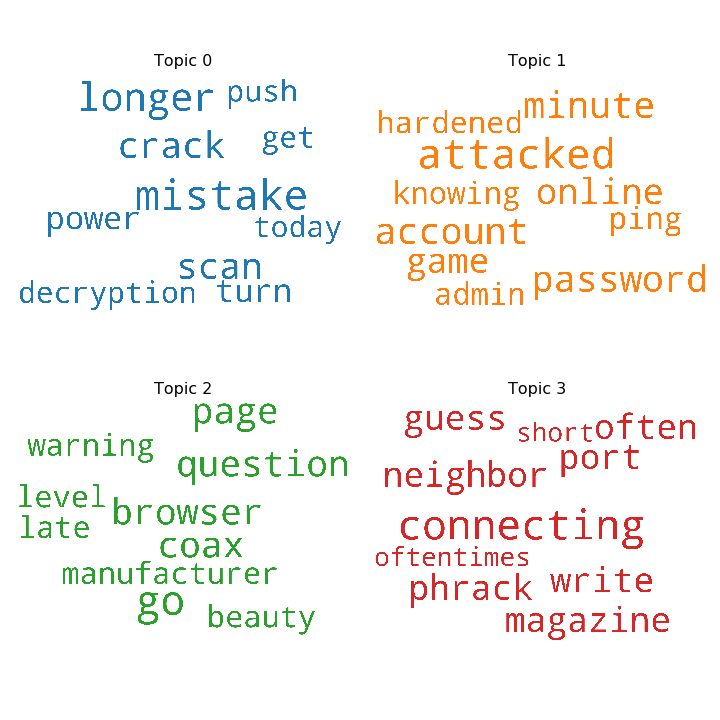 Topic 0
longer push
crack get
mistake
power today
scan
decryption turn
Topic 1
minute
hardened
attacked
knowing online
account ping
game
admin password
Topic 2
page
warning
question
level browser
late coax
manufacturer
go beauty
Topic 3
guess short often
neighbor port
connecting
oftentimes
phrack write
magazine